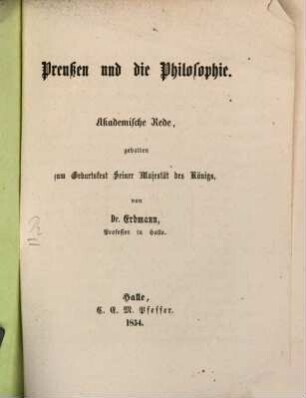 Preußen und die Philosophie.
Akademische Rede,
gehalten
zum Geburtsfest Seiner Majestät des Königs,
von
Dr. Erdmann,
Professor in Halle.
Halle,
C. E. M. Pfeffer.
1854.